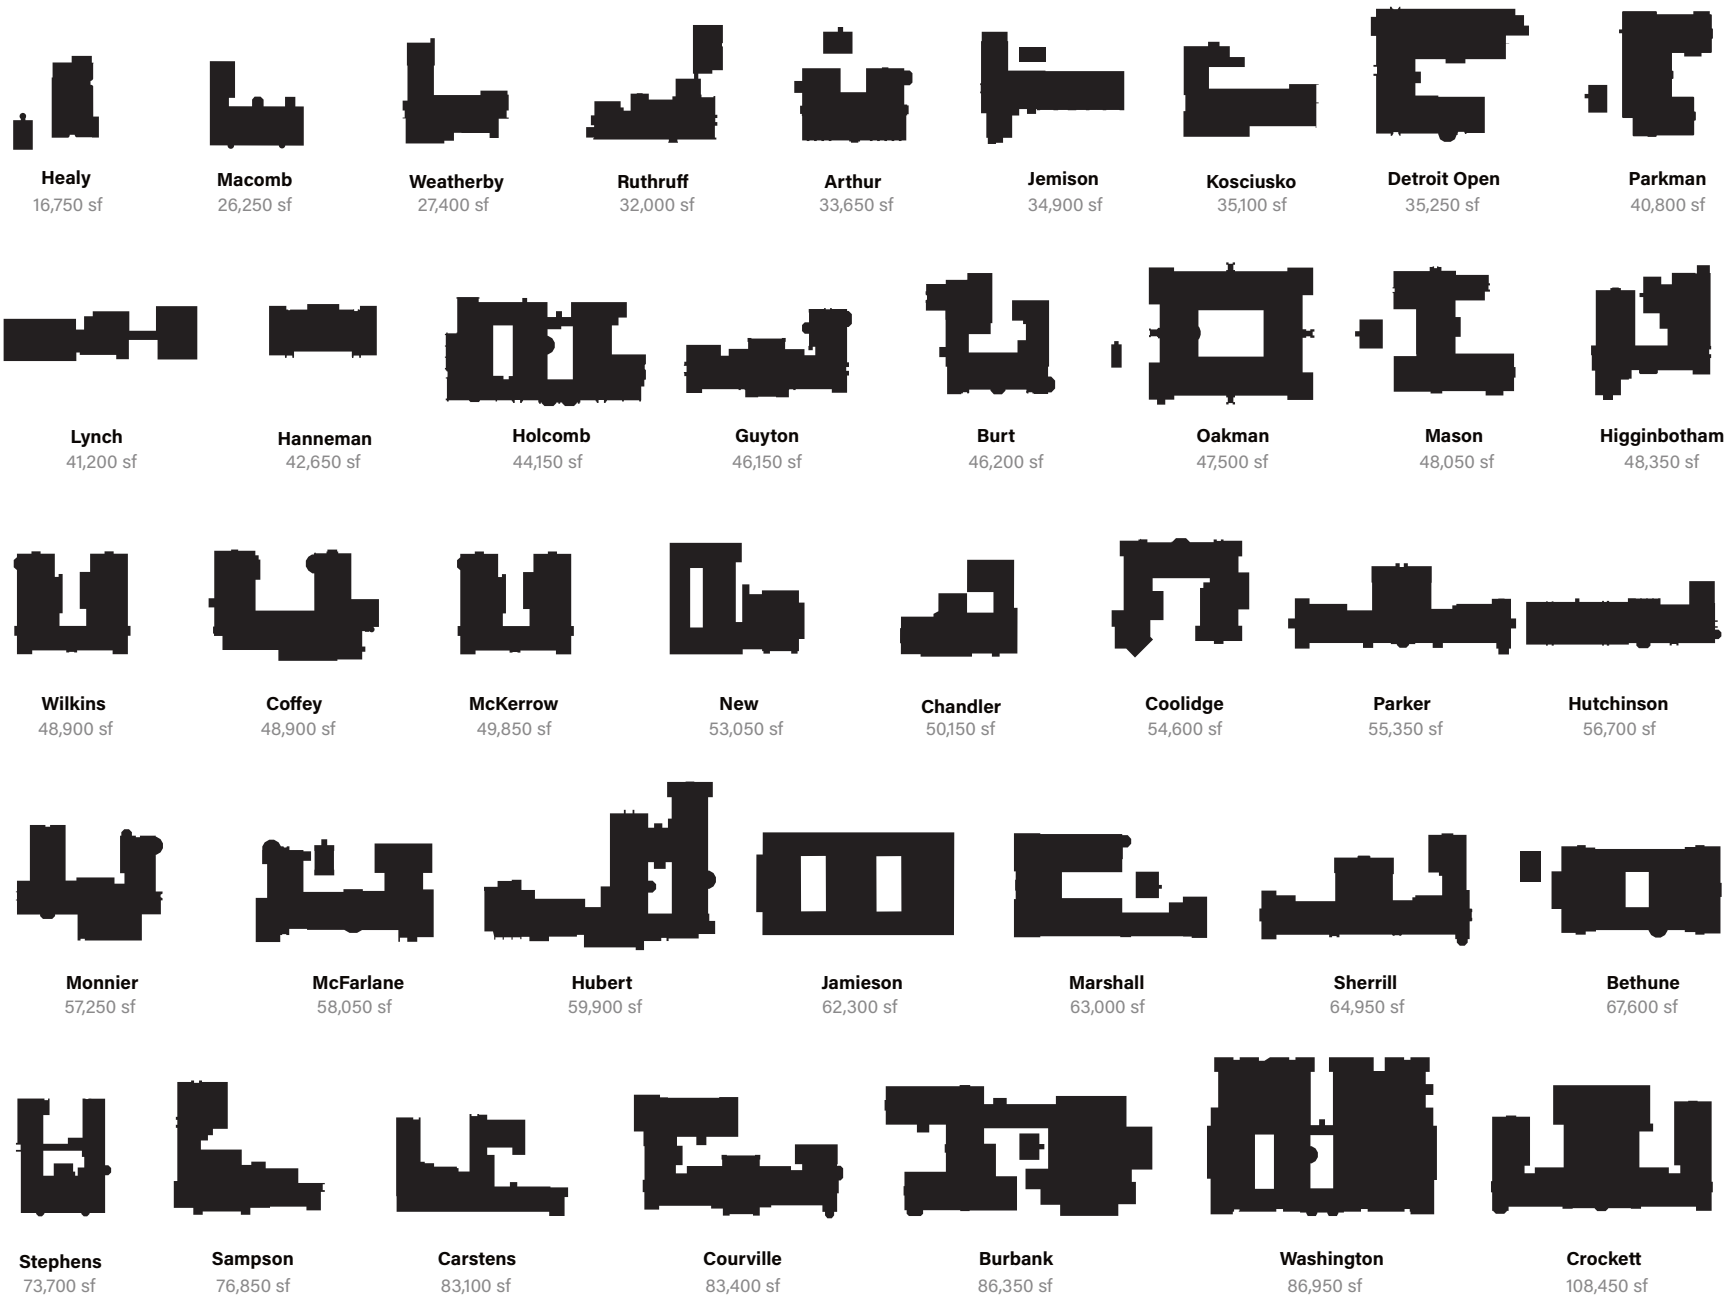 Healy Macomb Weatherby Ruthruff Arthur Jemison Kosciusko Detroit Open Parkman
16,750 sf 26,250 sf 27,400 sf 32,000 sf 33,650 sf 34,900 sf 35,100 sf 35,250 sf 40,800 sf
Lynch Hanneman Holcomb Guyton Burt Oakman Mason Higginbotham
41,200 sf 42,650 sf 44,150 sf 46,150 sf 46,200 sf 47,500 sf 48,050 sf 48,350 sf
Wilkins Coffey McKerrow New Chandler Coolidge Parker Hutchinson
48,900 sf 48,900 sf 49,850 sf 53,050 sf 50,150 sf 54,600 sf 55,350 sf 56,700 sf
Monnier McFarlane Hubert Jamieson Marshall Sherrill Bethune
57,250 sf 58,050 sf 59,900 sf 62,300 sf 63,000 sf 64,950 sf 67,600 sf
Stephens Sampson Carstens Courville Burbank Washington Crockett
73,700 sf 76,850 sf 83,100 sf 83,400 sf 86,350 sf 86,950 sf 108,450 sf